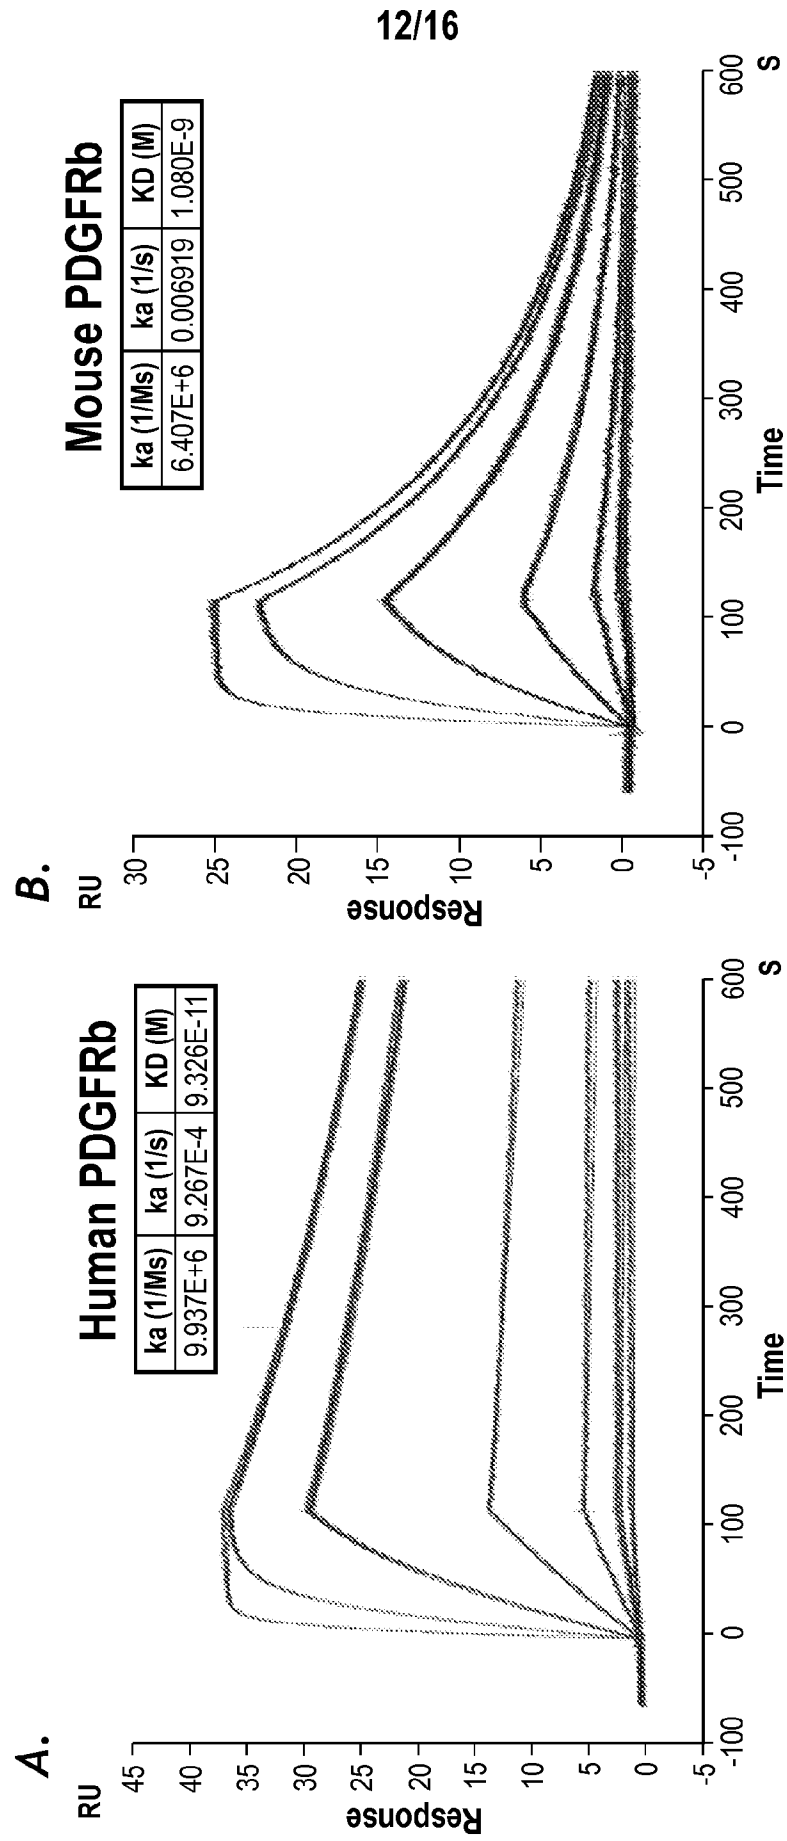 12/16
A.
Human PDGFRb
ka (1/Ms) ka (1/s) KD (M)
9.937E+6 9.267E-4 9.326E-11
RU
45
40
35
30
25
20
15
10
5
0
-5
Response
-100 0 100 200 300 400 500 600
Time S
B.
Mouse PDGFRb
ka (1/Ms) ka (1/s) KD (M)
6.407E+6 0.006919 1.080E-9
RU
30
25
20
15
10
5
0
-5
Response
-100 0 100 200 300 400 500 600
Time S